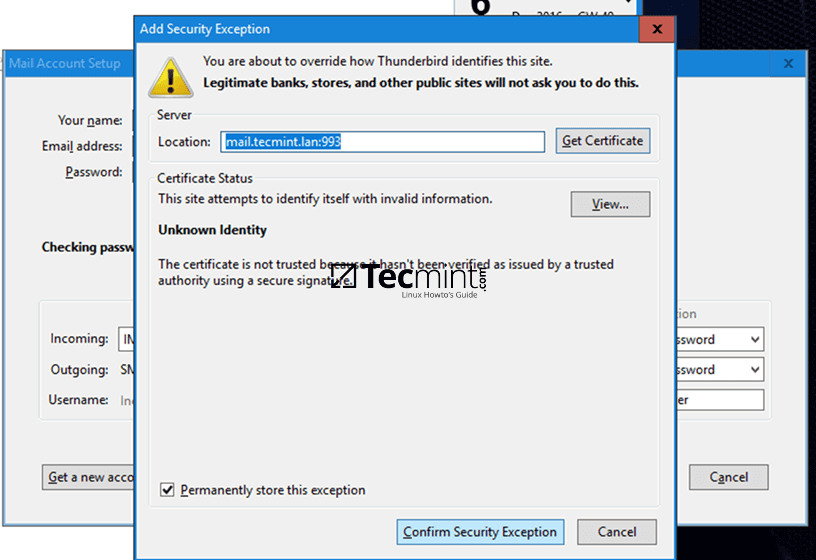 6
2016 CW 49
Add Security Exception
Mail Account Setup
You are about to override how Thunderbird identifies this site.
Legitimate banks, stores, and other public sites will not ask you to do this.
Server
Your name:
Location: mail.tecmint.lan:993 Get Certificate
Email address:
Password:
Certificate Status
This site attempts to identify itself with invalid information.
View...
Unknown Identity
Checking passw
The certificate is not trusted because it hasn't been verified as issued by a trusted
authority using a secure signature.
Tecmint.com
Linux Howto's Guide
tion
Incoming: IN ssword
Outgoing: SM ssword
Username: Inc er
Get a new acco
Permanently store this exception
Cancel
Confirm Security Exception Cancel